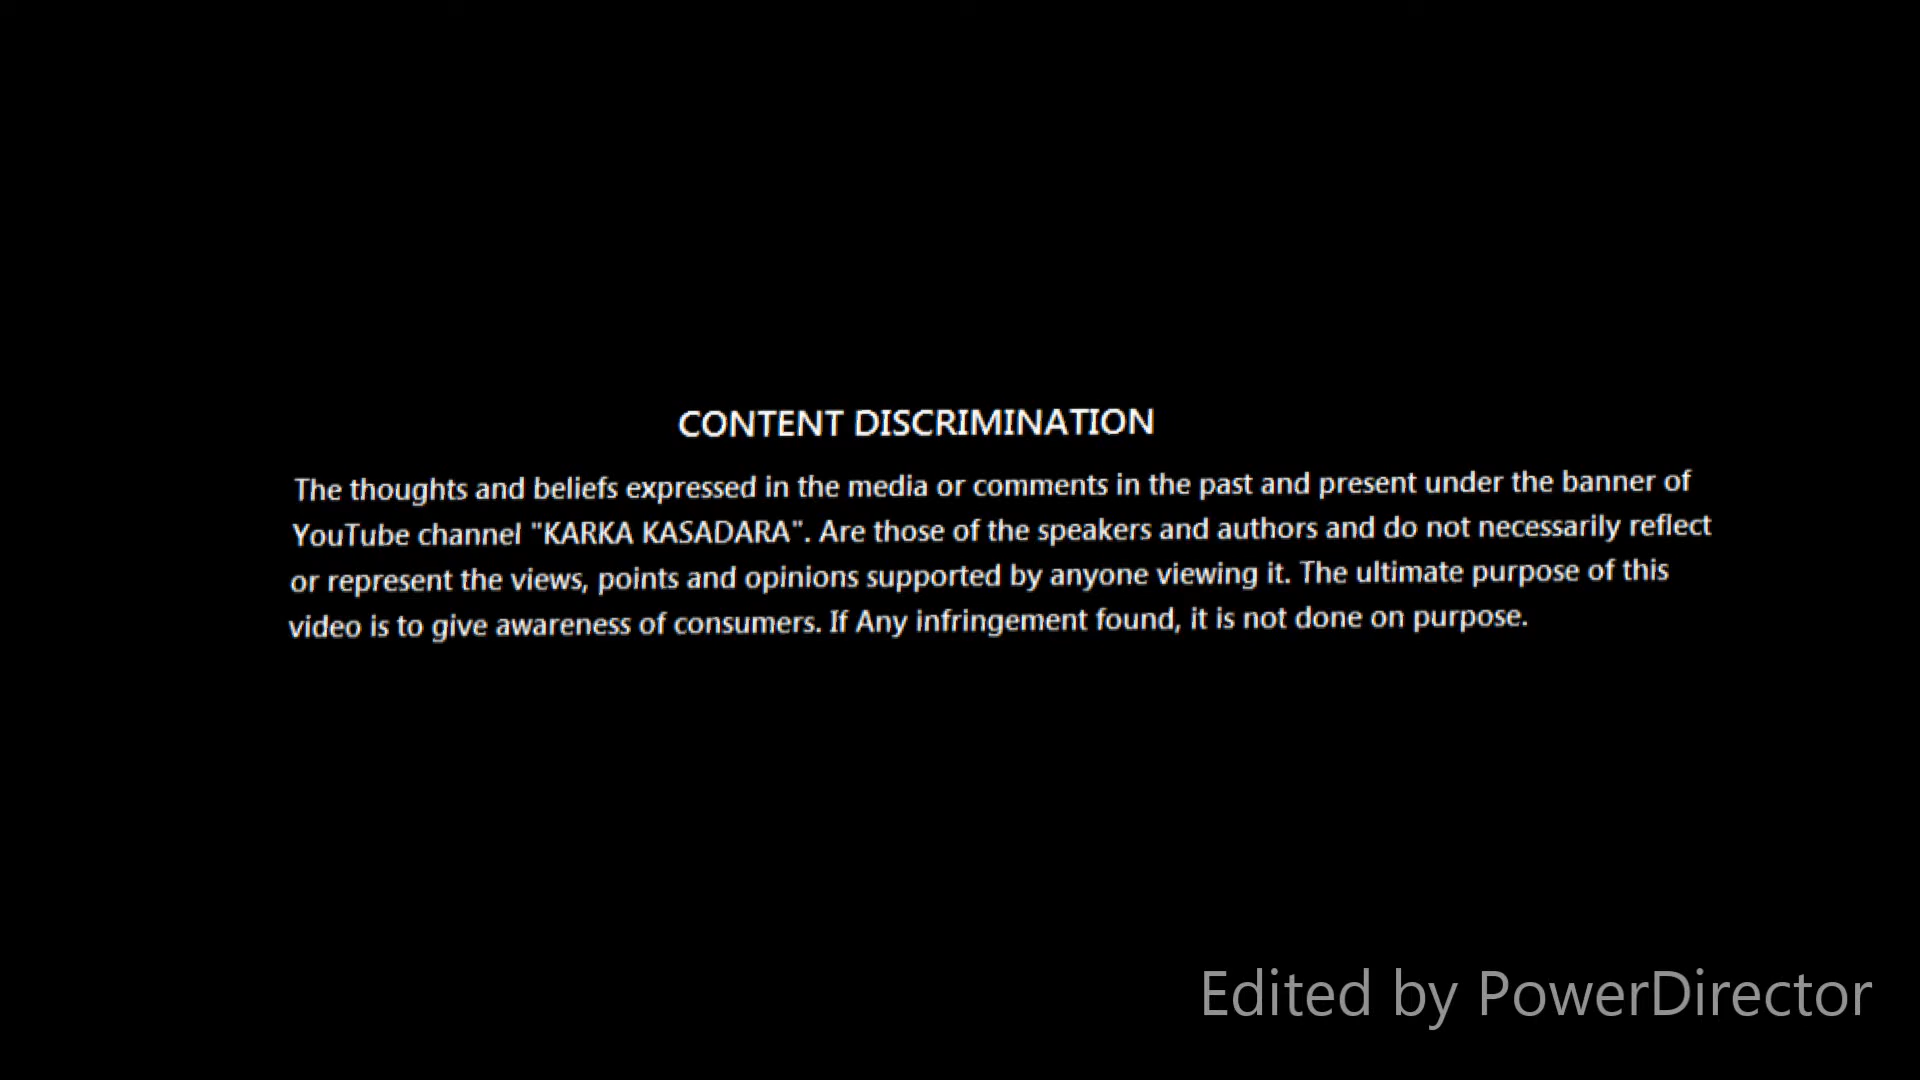 CONTENT DISCRIMINATION
The thoughts and beliefs expressed in the media or comments in the past and present under the banner of
YouTube channel "KARKA KASADARA". Are those of the speakers and authors and do not necessarily reflect
or represent the views, points and opinions supported by anyone viewing it. The ultimate purpose of this
video is to give awareness of consumers. If Any infringement found, it is not done on purpose.
Edited by PowerDirector